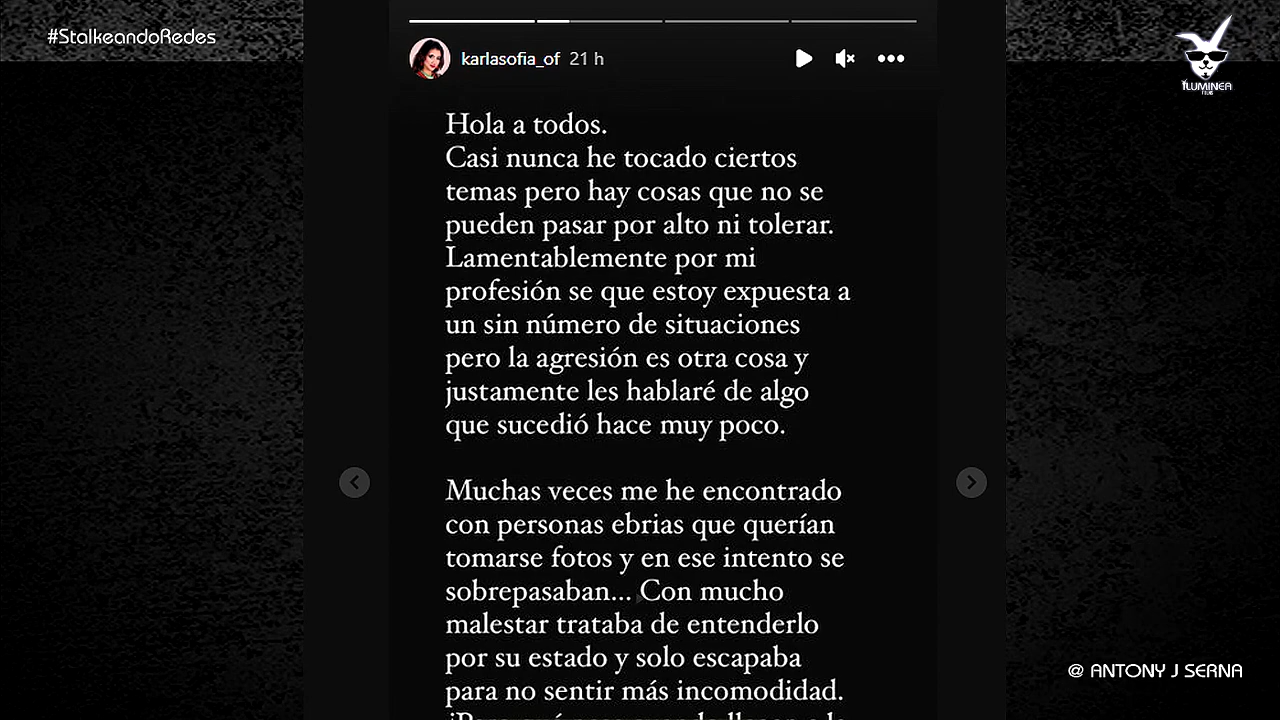 #StalkeandoRedes
karlasofia_of 21 h
YLUMINEA
FILMS
Hola a todos.
Casi nunca he tocado ciertos
temas pero hay cosas que no se
pueden pasar por alto ni tolerar.
Lamentablemente por mi
profesión se que estoy expuesta a
un sin número de situaciones
pero la agresión es otra cosa y
justamente les hablaré de algo
que sucedió hace muy poco.
Muchas veces me he encontrado
con personas ebrias que querían
tomarse fotos y en ese intento se
sobrepasaban... Con mucho
malestar trataba de entenderlo
por su estado y solo escapaba
para no sentir más incomodidad.
@ ANTONY J SERNA